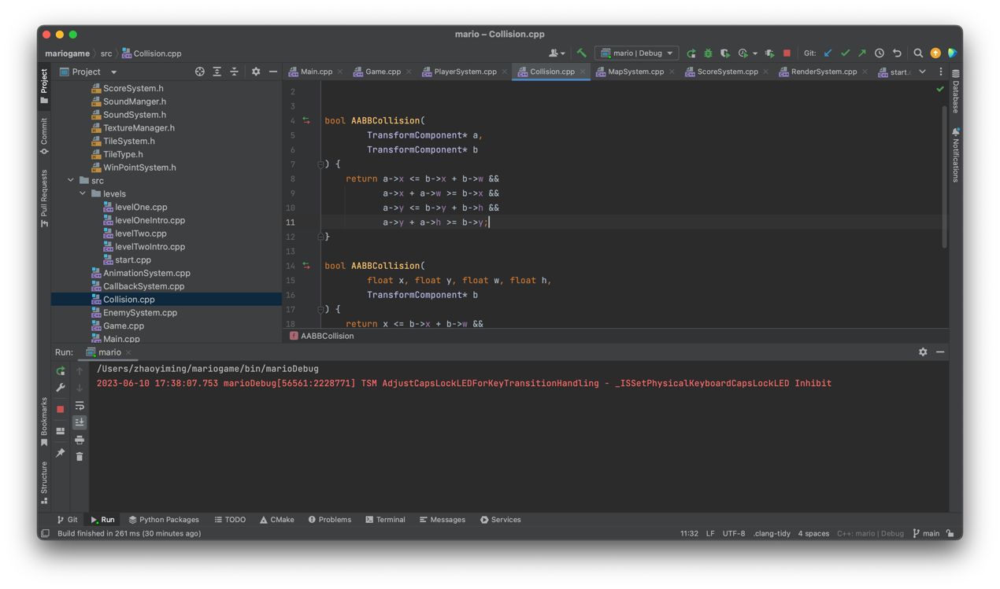 mario – Collision.cpp
mariogame src Collision.cpp mario | Debug Git:
Project Main.cpp Game.cpp PlayerSystem.cpp Collision.cpp MapSystem.cpp ScoreSystem.cpp RenderSystem.cpp start.
Project
Commit
Pull Requests
Bookmarks
Structure
Database
Notifications
ScoreSystem.h
SoundManger.h
SoundSystem.h
TextureManager.h
TileSystem.h
TileType.h
WinPointSystem.h
src
levels
levelOne.cpp
levelOneIntro.cpp
levelTwo.cpp
levelTwoIntro.cpp
start.cpp
AnimationSystem.cpp
CallbackSystem.cpp
Collision.cpp
EnemySystem.cpp
Game.cpp
Main.cpp
2
3
4 bool AABBCollision(
5 TransformComponent* a,
6 TransformComponent* b
7 ) {
8 return a->x <= b->x + b->w &&
9 a->x + a->w >= b->x &&
10 a->y <= b->y + b->h &&
11 a->y + a->h >= b->y;
12 }
13
14 bool AABBCollision(
15 float x, float y, float w, float h,
16 TransformComponent* b
17 ) {
18 return x <= b->x + b->w &&
f AABBCollision
Run: mario
/Users/zhaoyiming/mariogame/bin/marioDebug
2023-06-10 17:38:07.753 marioDebug[56561:2228771] TSM AdjustCapsLockLEDForKeyTransitionHandling - _ISSetPhysicalKeyboardCapsLockLED Inhibit
Git Run Python Packages TODO CMake Problems Terminal Messages Services
Build finished in 261 ms (30 minutes ago) 11:32 LF UTF-8 .clang-tidy 4 spaces C++: mario | Debug main